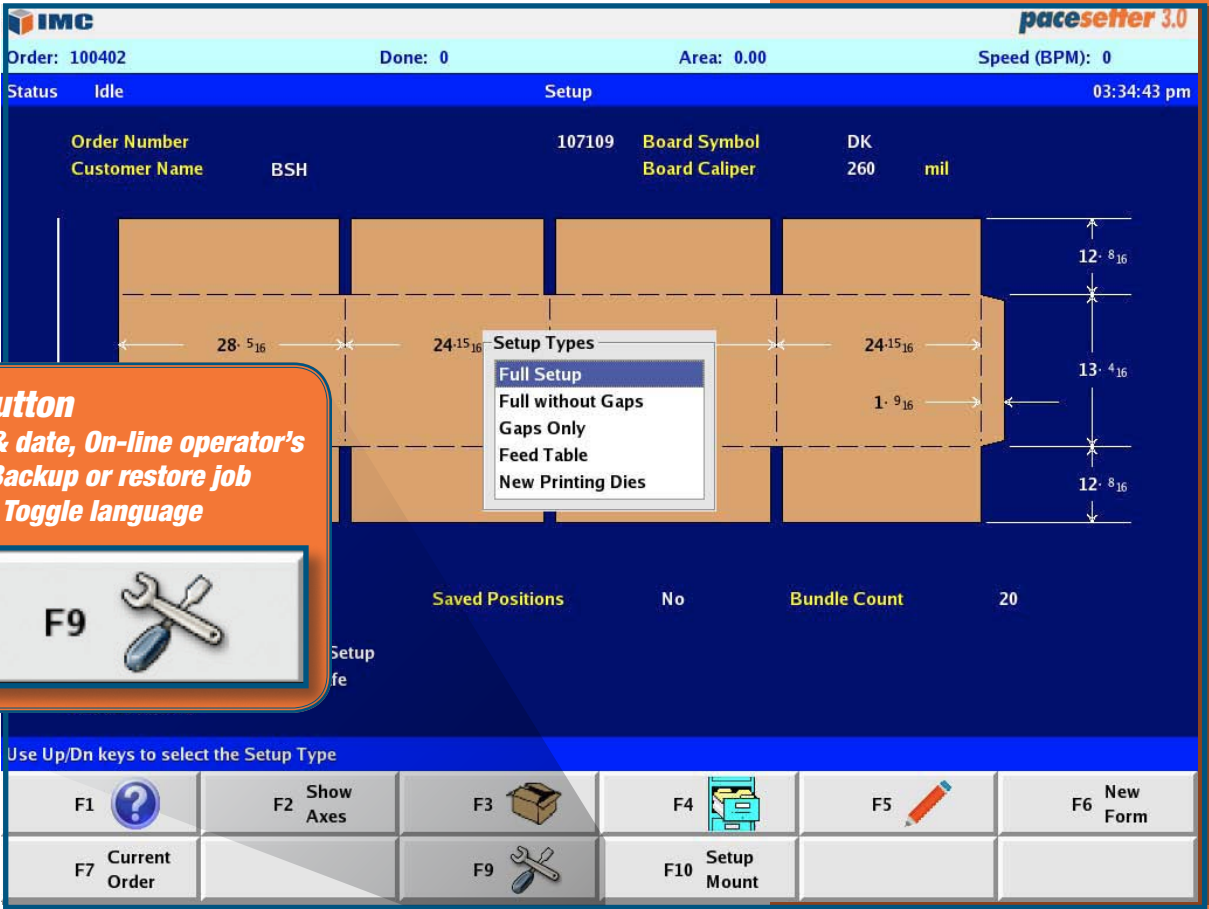 IMC
pacesetter 3.0
Order: 100402 Done: 0 Area: 0.00 Speed (BPM): 0
Status Idle Setup 03:34:43 pm
Order Number 107109 Board Symbol DK
Customer Name BSH Board Caliper 260 mil
12· 8 16
28· 5 16 24·15 16 24·15 16
13· 4 16
1· 9 16
12· 8 16
Setup Types
Full Setup
Full without Gaps
Gaps Only
Feed Table
New Printing Dies
& date, On-line operator's
Backup or restore job
Toggle language
F9
Saved Positions No Bundle Count 20
Setup
Use Up/Dn keys to select the Setup Type
F1 F2 Show Axes F3 F4 F5 F6 New Form
F7 Current Order F9 F10 Setup Mount